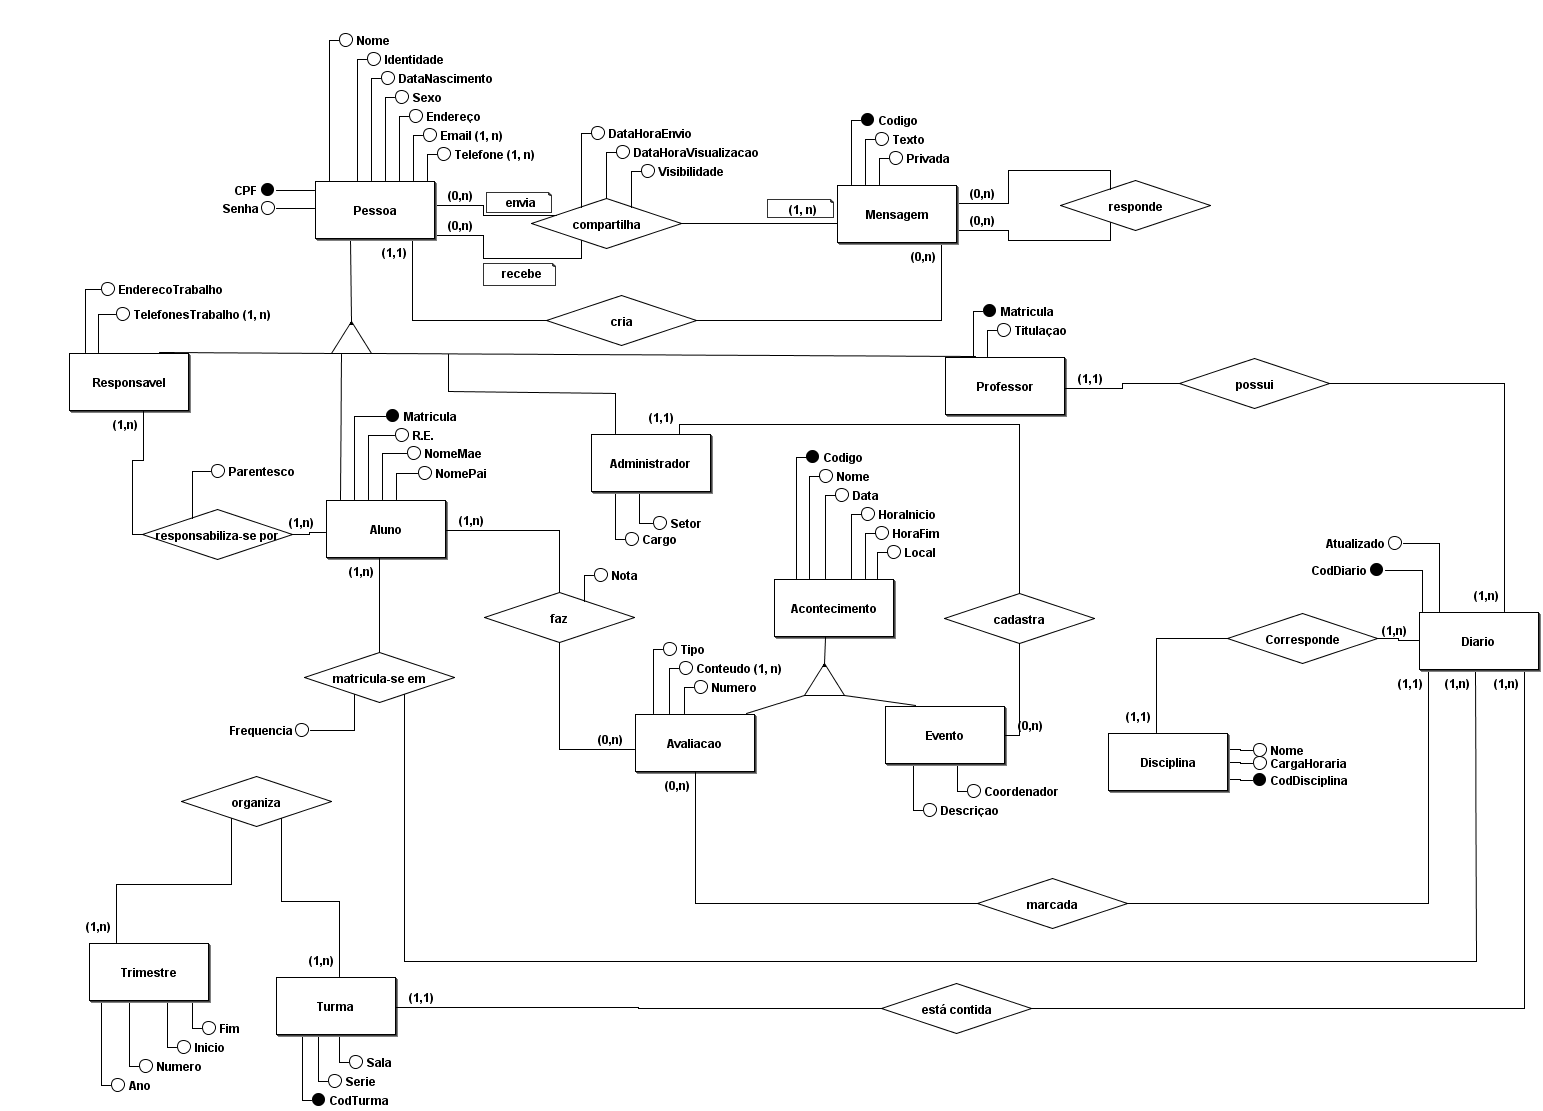 Nome
Identidade
DataNascimento
Sexo
Endereço
Email (1, n)
Telefone (1, n)
CPF
Senha
Pessoa
(0,n)
(0,n)
(1,1)
envia
recebe
DataHoraEnvio
DataHoraVisualizacao
Visibilidade
compartilha
(1, n)
Codigo
Texto
Privada
Mensagem
(0,n)
(0,n)
(0,n)
responde
cria
EnderecoTrabalho
TelefonesTrabalho (1, n)
Responsavel
(1,n)
Matricula
Titulaçao
Professor
(1,1)
possui
Parentesco
responsabiliza-se por
(1,n)
Matricula
R.E.
NomeMae
NomePai
Aluno
(1,n)
(1,n)
(1,1)
Administrador
Setor
Cargo
Codigo
Nome
Data
HoraInicio
HoraFim
Local
Acontecimento
cadastra
Nota
faz
Atualizado
CodDiario
(1,n)
Diario
(1,n)
Corresponde
(1,1)
(1,n)
(1,n)
matricula-se em
Frequencia
Tipo
Conteudo (1, n)
Numero
(0,n)
Avaliacao
(0,n)
Evento
(0,n)
Coordenador
Descriçao
(1,1)
Disciplina
Nome
CargaHoraria
CodDisciplina
organiza
marcada
(1,n)
Trimestre
Fim
Inicio
Numero
Ano
(1,n)
Turma
(1,1)
está contida
Sala
Serie
CodTurma